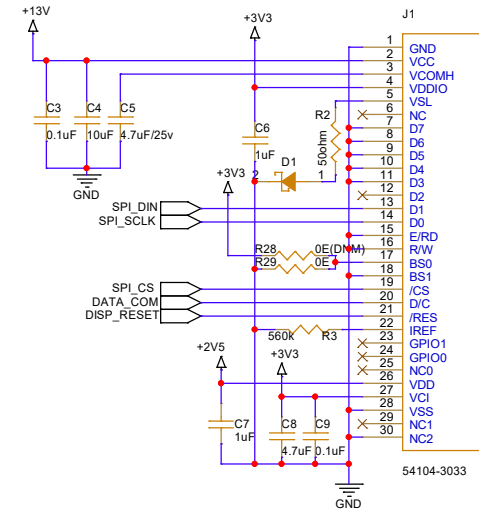 J1
+13V
+3V3
1 GND
2 VCC
3 VCOMH
4 VDDIO
5 VSL
6 NC
7 D7
8 D6
9 D5
10 D4
11 D3
12 D2
13 D1
14 D0
15 E/RD
16 R/W
17 BS0
18 BS1
19 /CS
20 D/C
21 /RES
22 IREF
23 GPIO1
24 GPIO0
25 NC0
26 VDD
27 VCI
28 VSS
29 NC1
30 NC2
54104-3033
C3
0.1uF
C4
10uF
C5
4.7uF/25v
GND
C6
1uF
R2
50ohm
D1
2
1
+3V3
SPI_DIN
SPI_SCLK
R28 0E(DNM)
R29 0E
SPI_CS
DATA_COM
DISP_RESET
560k R3
+2V5
+3V3
C7
1uF
C8
4.7uF
C9
0.1uF
GND